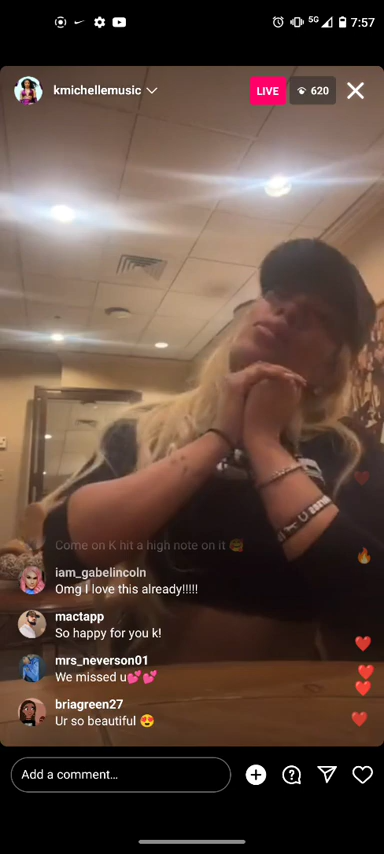 5G 7:57
kmichellemusic LIVE 620
Come on K hit a high note on it 🤗
iam_gabelincoln
Omg I love this already!!!!!
mactapp
So happy for you k!
mrs_neverson01
We missed u💕💕
briagreen27
Ur so beautiful 😍
Add a comment...